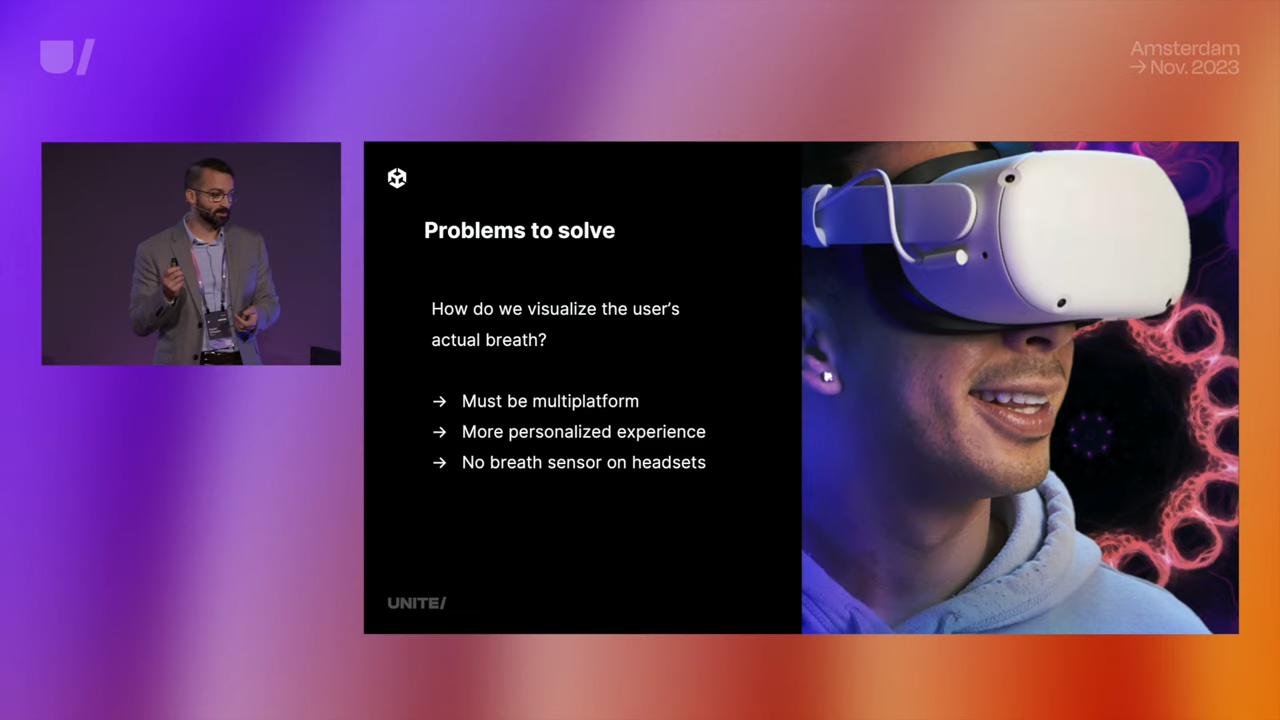 Amsterdam
→ Nov. 2023
Problems to solve
How do we visualize the user’s
actual breath?
→ Must be multiplatform
→ More personalized experience
→ No breath sensor on headsets
UNITE/